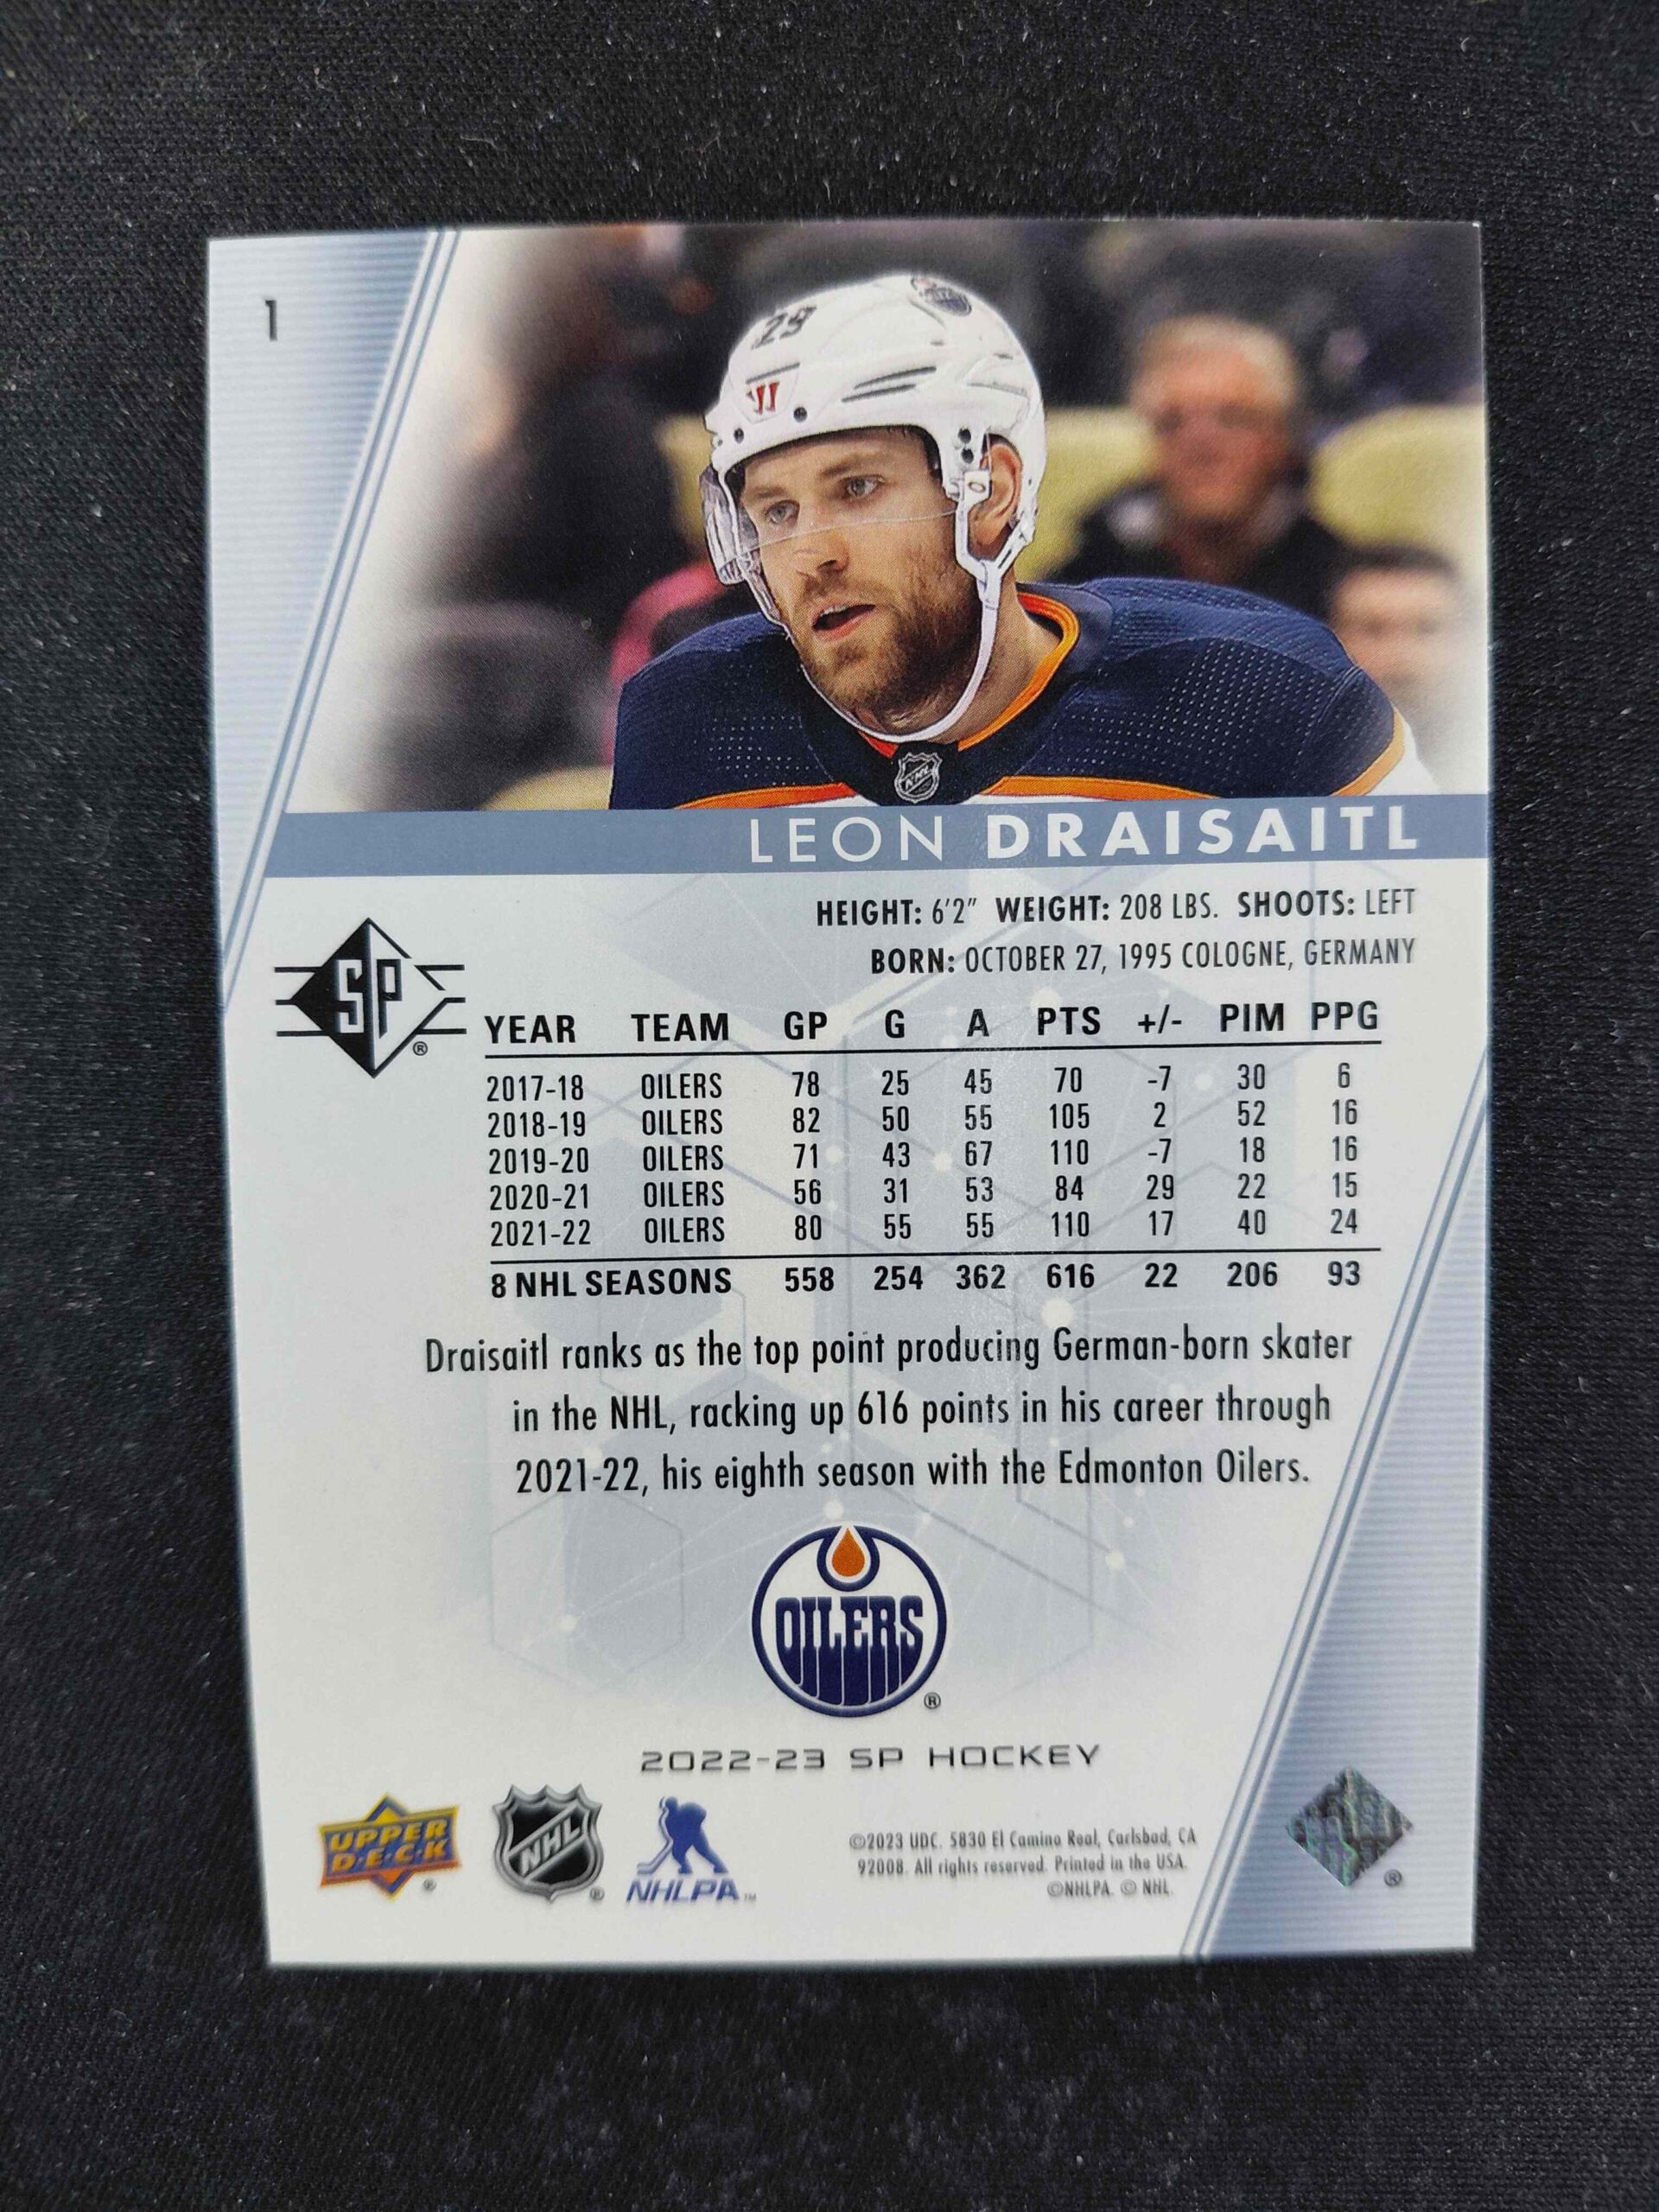 1
29
LEON DRAISAITL
HEIGHT: 6'2" WEIGHT: 208 LBS. SHOOTS: LEFT
BORN: OCTOBER 27, 1995 COLOGNE, GERMANY
SP®
YEAR TEAM GP G A PTS +/- PIM PPG
2017-18 OILERS 78 25 45 70 -7 30 6
2018-19 OILERS 82 50 55 105 2 52 16
2019-20 OILERS 71 43 67 110 -7 18 16
2020-21 OILERS 56 31 53 84 29 22 15
2021-22 OILERS 80 55 55 110 17 40 24
8 NHL SEASONS 558 254 362 616 22 206 93
Draisaitl ranks as the top point producing German-born skater
in the NHL, racking up 616 points in his career through
2021-22, his eighth season with the Edmonton Oilers.
OILERS®
2022-23 SP HOCKEY
UPPER
DECK®
NHL®
NHLPA™
©2023 UDC. 5830 El Camino Real, Carlsbad, CA
92008. All rights reserved. Printed in the USA.
©NHLPA. © NHL.
®